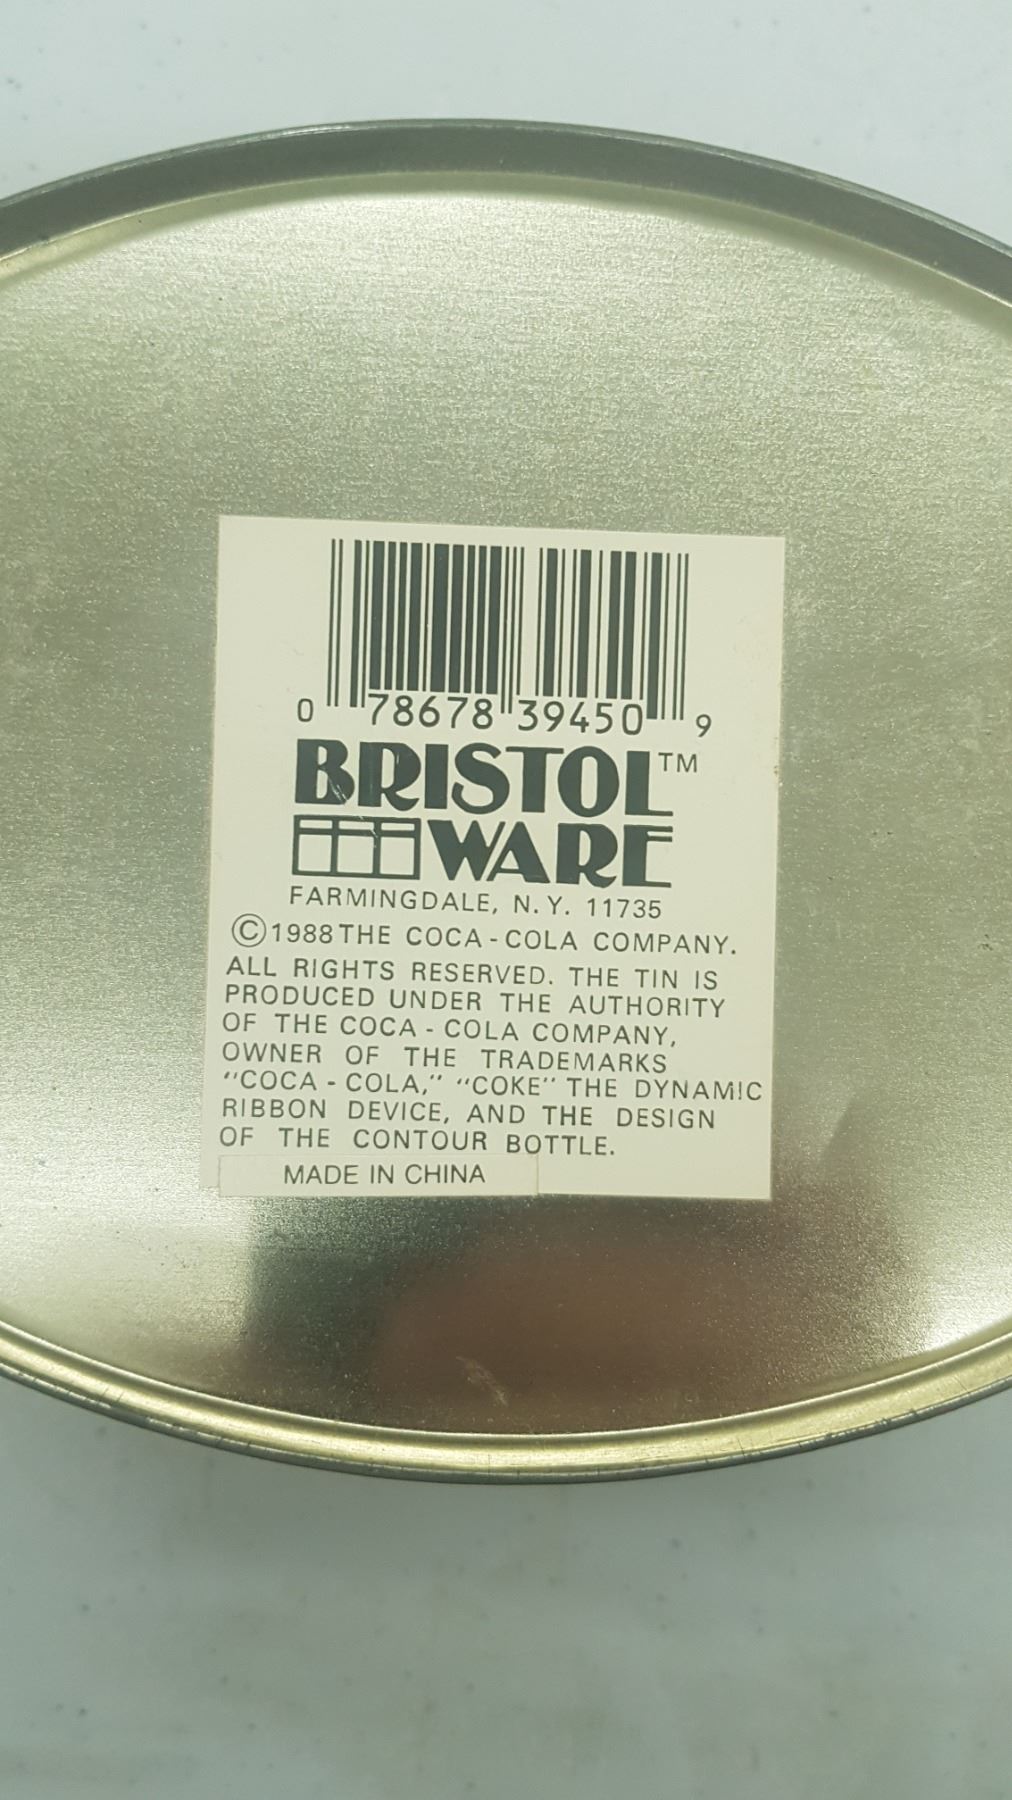 0 78678 39450 9
BRISTOL™
WARE
FARMINGDALE, N.Y. 11735
©1988 THE COCA-COLA COMPANY.
ALL RIGHTS RESERVED. THE TIN IS
PRODUCED UNDER THE AUTHORITY
OF THE COCA-COLA COMPANY,
OWNER OF THE TRADEMARKS
"COCA-COLA," "COKE" THE DYNAMIC
RIBBON DEVICE, AND THE DESIGN
OF THE CONTOUR BOTTLE.
MADE IN CHINA